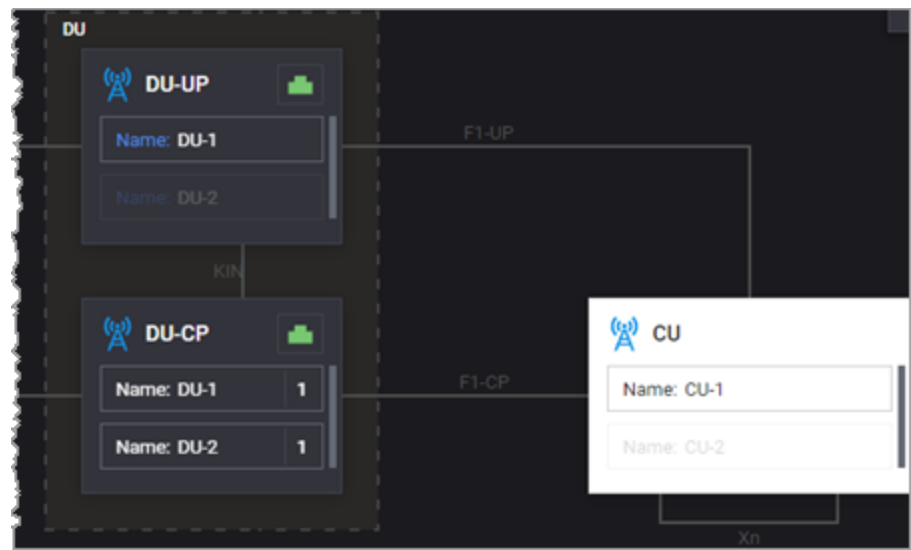 DU
DU-UP
Name: DU-1
F1-UP
Name: DU-2
KIN
DU-CP
CU
Name: DU-1 1
F1-CP
Name: CU-1
Name: DU-2 1
Name: CU-2
Xn